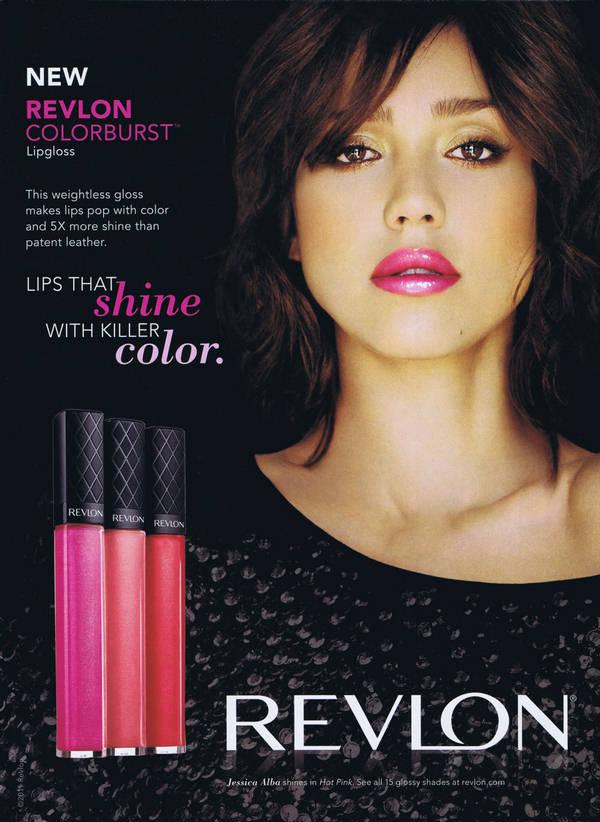 NEW
REVLON
COLORBURST™
Lipgloss
This weightless gloss
makes lips pop with color
and 5X more shine than
patent leather.
LIPS THAT
shine
WITH KILLER
color.
REVLON
REVLON
REVLON
REVLON®
Jessica Alba shines in Hot Pink. See all 15 glossy shades at revlon.com
©2011 Revlon